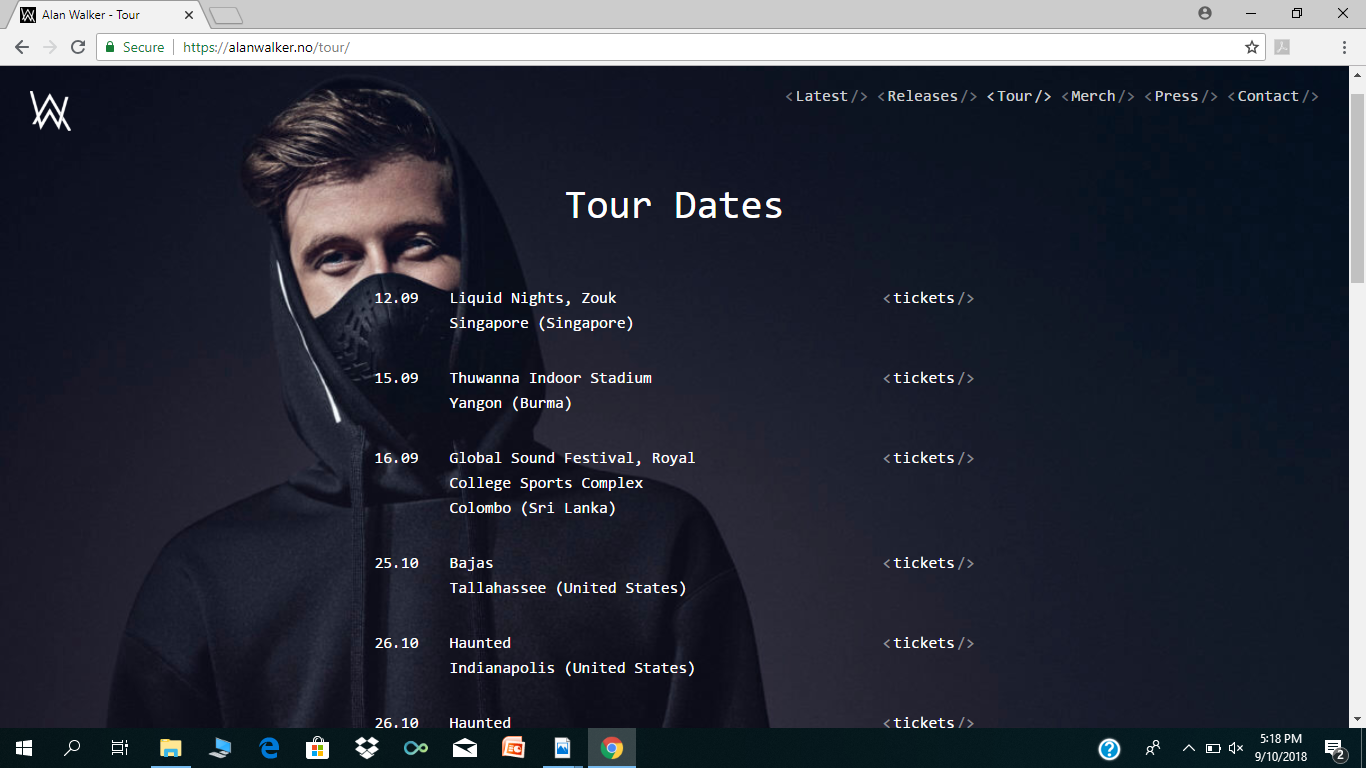 Alan Walker - Tour
Secure
https://alanwalker.no/tour/
<Latest/> <Releases/> <Tour/> <Merch/> <Press/> <Contact/>
Tour Dates
12.09 Liquid Nights, Zouk <tickets/>
Singapore (Singapore)
15.09 Thuwanna Indoor Stadium <tickets/>
Yangon (Burma)
16.09 Global Sound Festival, Royal <tickets/>
College Sports Complex
Colombo (Sri Lanka)
25.10 Bajas <tickets/>
Tallahassee (United States)
26.10 Haunted <tickets/>
Indianapolis (United States)
26.10 Haunted <tickets/>
5:18 PM
9/10/2018
2